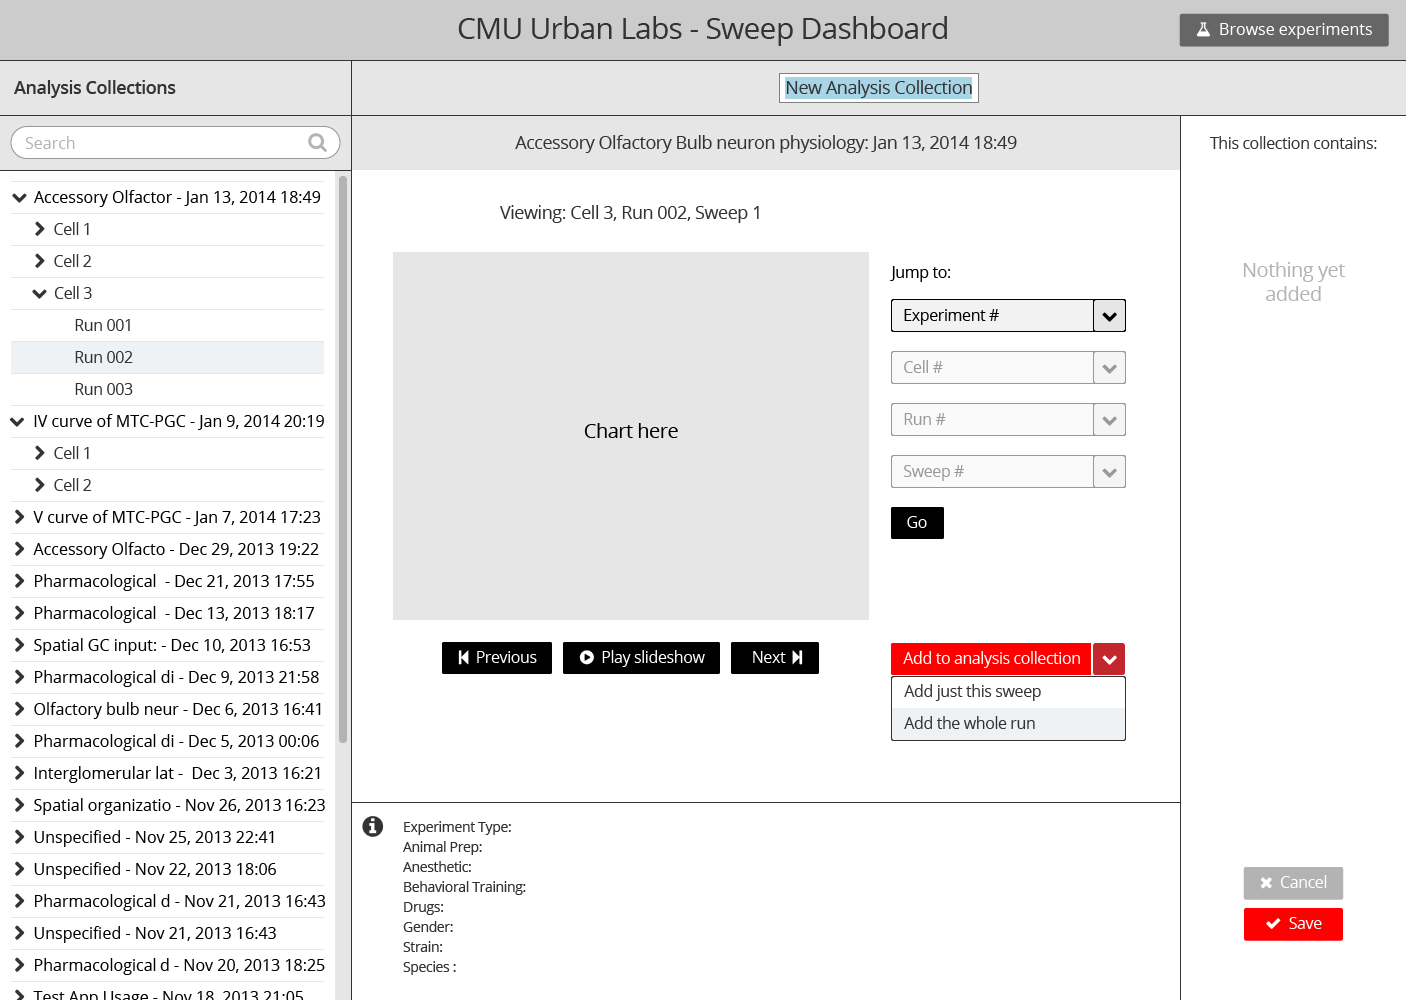 CMU Urban Labs - Sweep Dashboard
Browse experiments
Analysis Collections
New Analysis Collection
Search
Accessory Olfactor - Jan 13, 2014 18:49
Cell 1
Cell 2
Cell 3
Run 001
Run 002
Run 003
IV curve of MTC-PGC - Jan 9, 2014 20:19
Cell 1
Cell 2
V curve of MTC-PGC - Jan 7, 2014 17:23
Accessory Olfacto - Dec 29, 2013 19:22
Pharmacological  - Dec 21, 2013 17:55
Pharmacological  - Dec 13, 2013 18:17
Spatial GC input: - Dec 10, 2013 16:53
Pharmacological di - Dec 9, 2013 21:58
Olfactory bulb neur - Dec 6, 2013 16:41
Pharmacological di - Dec 5, 2013 00:06
Interglomerular lat -  Dec 3, 2013 16:21
Spatial organizatio - Nov 26, 2013 16:23
Unspecified - Nov 25, 2013 22:41
Unspecified - Nov 22, 2013 18:06
Pharmacological d - Nov 21, 2013 16:43
Unspecified - Nov 21, 2013 16:43
Pharmacological d - Nov 20, 2013 18:25
Test App Usage - Nov 18, 2013 21:05
Accessory Olfactory Bulb neuron physiology: Jan 13, 2014 18:49
Viewing: Cell 3, Run 002, Sweep 1
Chart here
Previous
Play slideshow
Next
Jump to:
Experiment #
Cell #
Run #
Sweep #
Go
Add to analysis collection
Add just this sweep
Add the whole run
Experiment Type:
Animal Prep:
Anesthetic:
Behavioral Training:
Drugs:
Gender:
Strain:
Species :
This collection contains:
Nothing yet
added
Cancel
Save